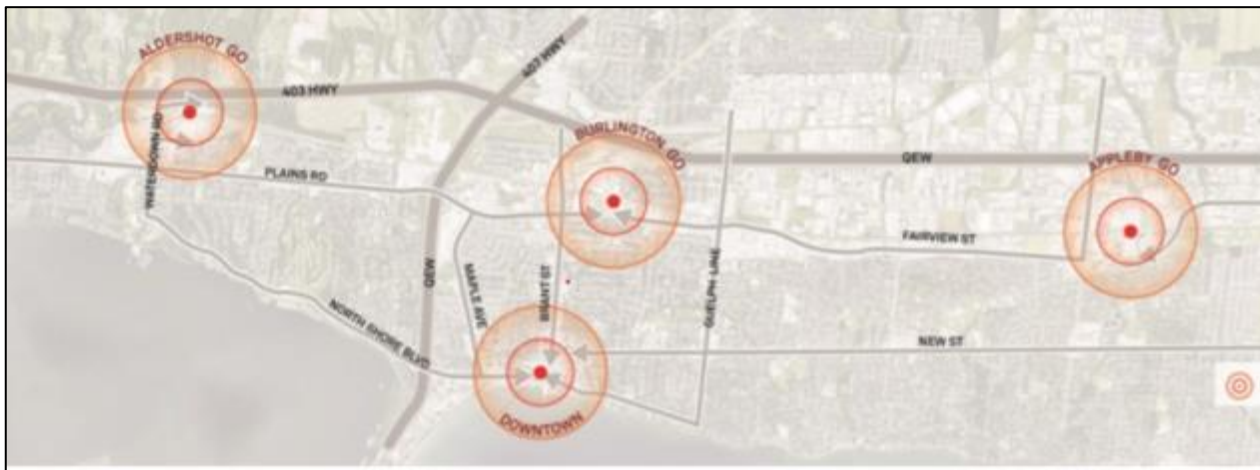 ALDERSHOT GO
407 HWY
403 HWY
BURLINGTON GO
QEW
APPLEBY GO
WATERDOWN RD
PLAINS RD
FAIRVIEW ST
QEW
MAPLE AVE
BRANT ST
GUELPH LINE
NORTH SHORE BLVD
NEW ST
DOWNTOWN